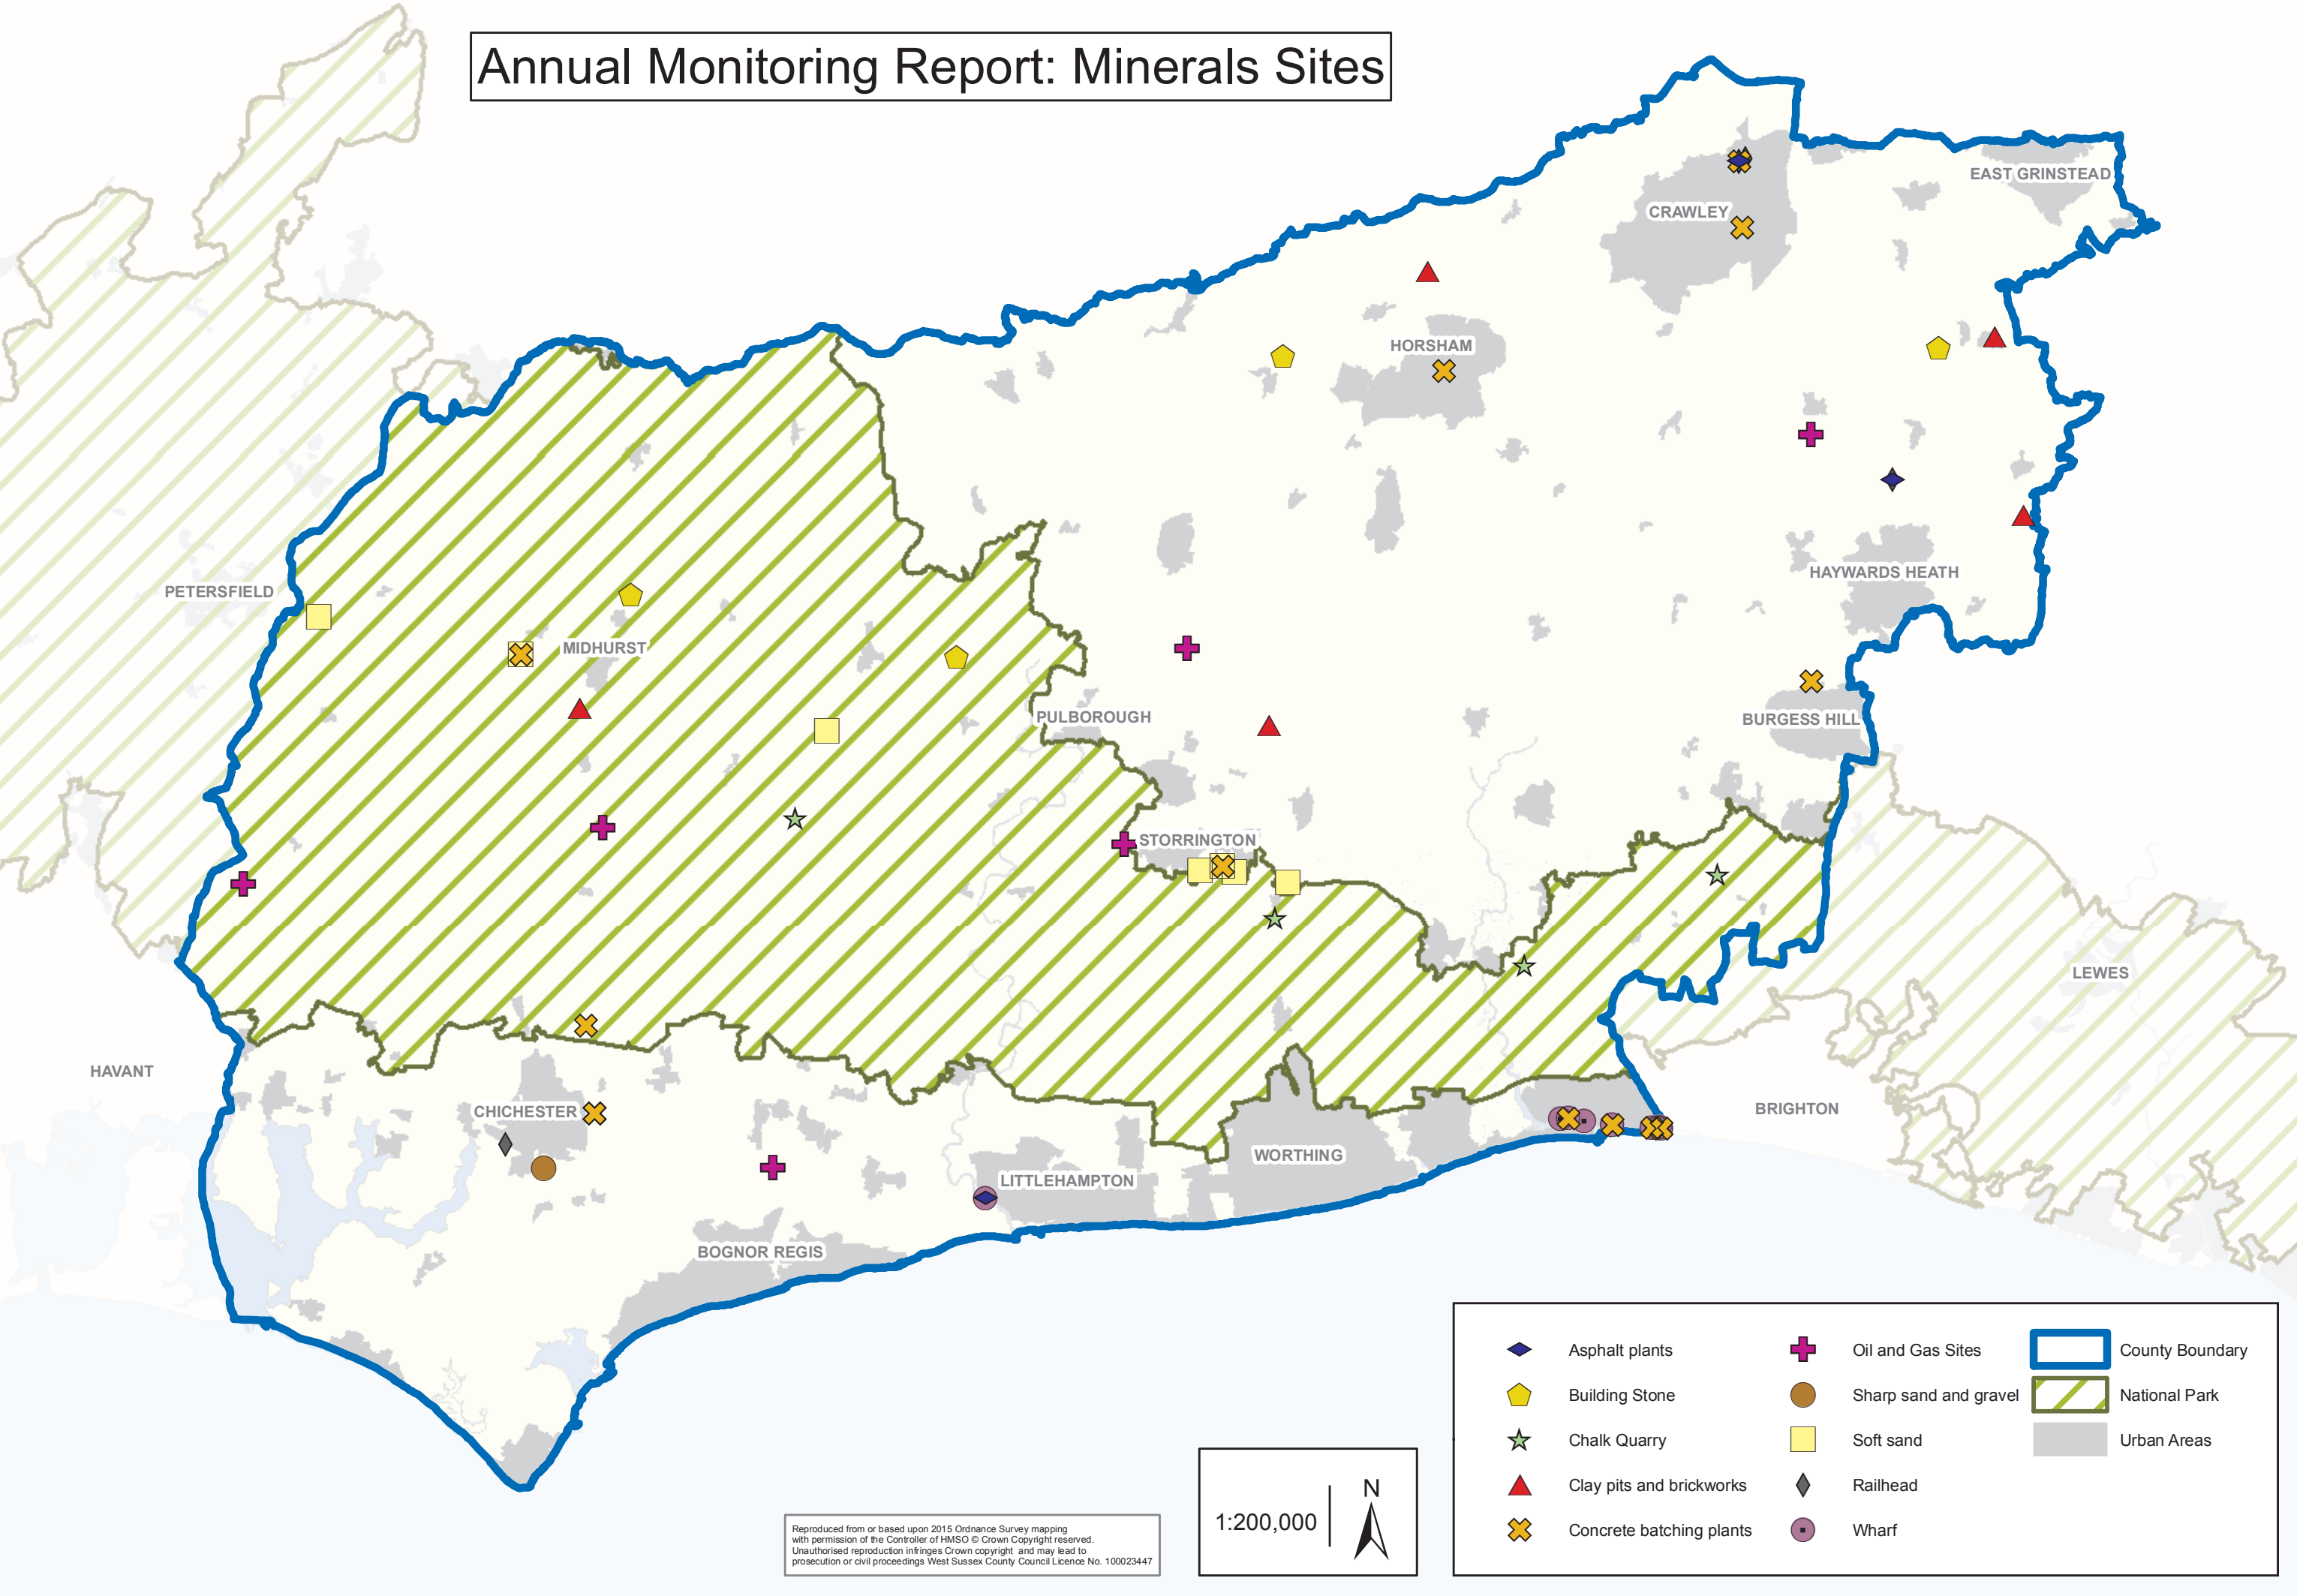 Annual Monitoring Report: Minerals Sites
EAST GRINSTEAD
CRAWLEY
HORSHAM
HAYWARDS HEATH
PETERSFIELD
MIDHURST
PULBOROUGH
BURGESS HILL
STORRINGTON
LEWES
HAVANT
CHICHESTER
BRIGHTON
WORTHING
LITTLEHAMPTON
BOGNOR REGIS
Asphalt plants
Building Stone
Chalk Quarry
Clay pits and brickworks
Concrete batching plants
Oil and Gas Sites
Sharp sand and gravel
Soft sand
Railhead
Wharf
County Boundary
National Park
Urban Areas
1:200,000
N
Reproduced from or based upon 2015 Ordnance Survey mapping
with permission of the Controller of HMSO © Crown Copyright reserved.
Unauthorised reproduction infringes Crown copyright and may lead to
prosecution or civil proceedings West Sussex County Council Licence No. 100023447